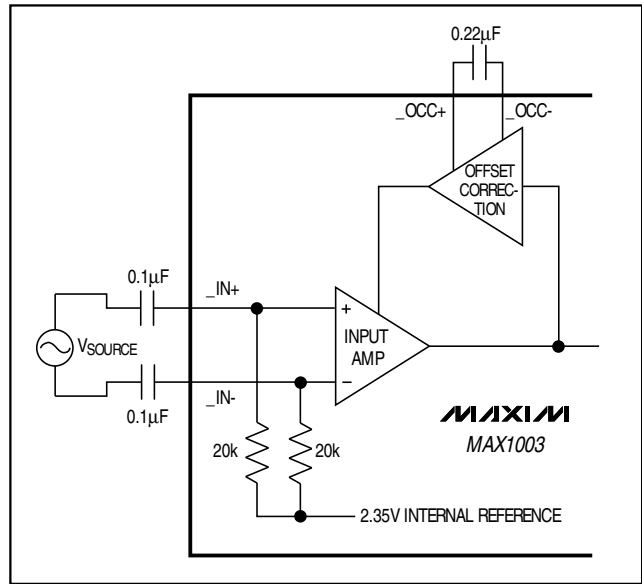 0.22µF
_OCC+
_OCC-
OFFSET
CORREC-
TION
0.1µF
_IN+
+
INPUT
AMP
VSOURCE
−
_IN-
0.1µF
MAXIM
MAX1003
20k
20k
2.35V INTERNAL REFERENCE